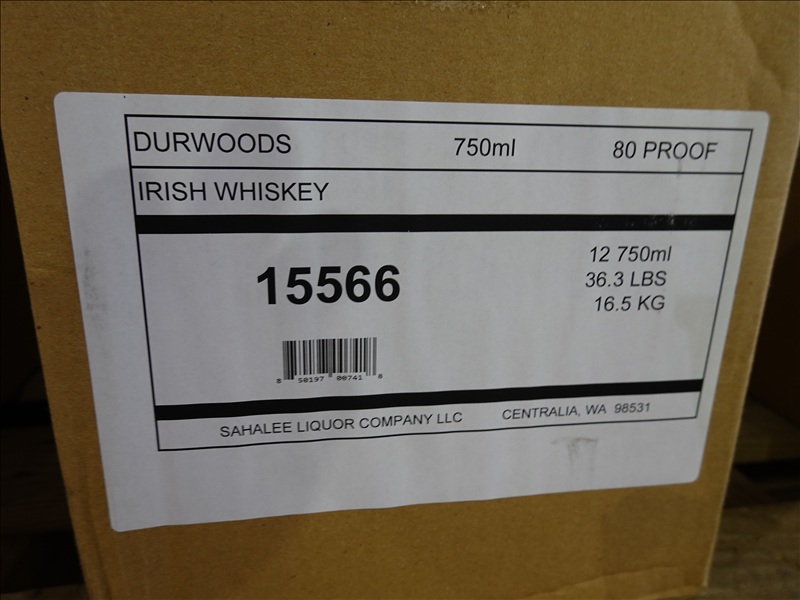 DURWOODS 750ml 80 PROOF
IRISH WHISKEY
15566
12 750ml
36.3 LBS
16.5 KG
8 50197 00741 8
SAHALEE LIQUOR COMPANY LLC CENTRALIA, WA 98531